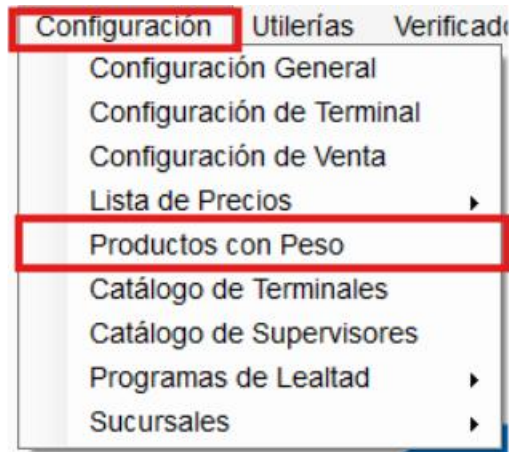 Configuración Utilerías
Configuración General
Configuración de Terminal
Configuración de Venta
Lista de Precios
Productos con Peso
Catálogo de Terminales
Catálogo de Supervisores
Programas de Lealtad
Sucursales